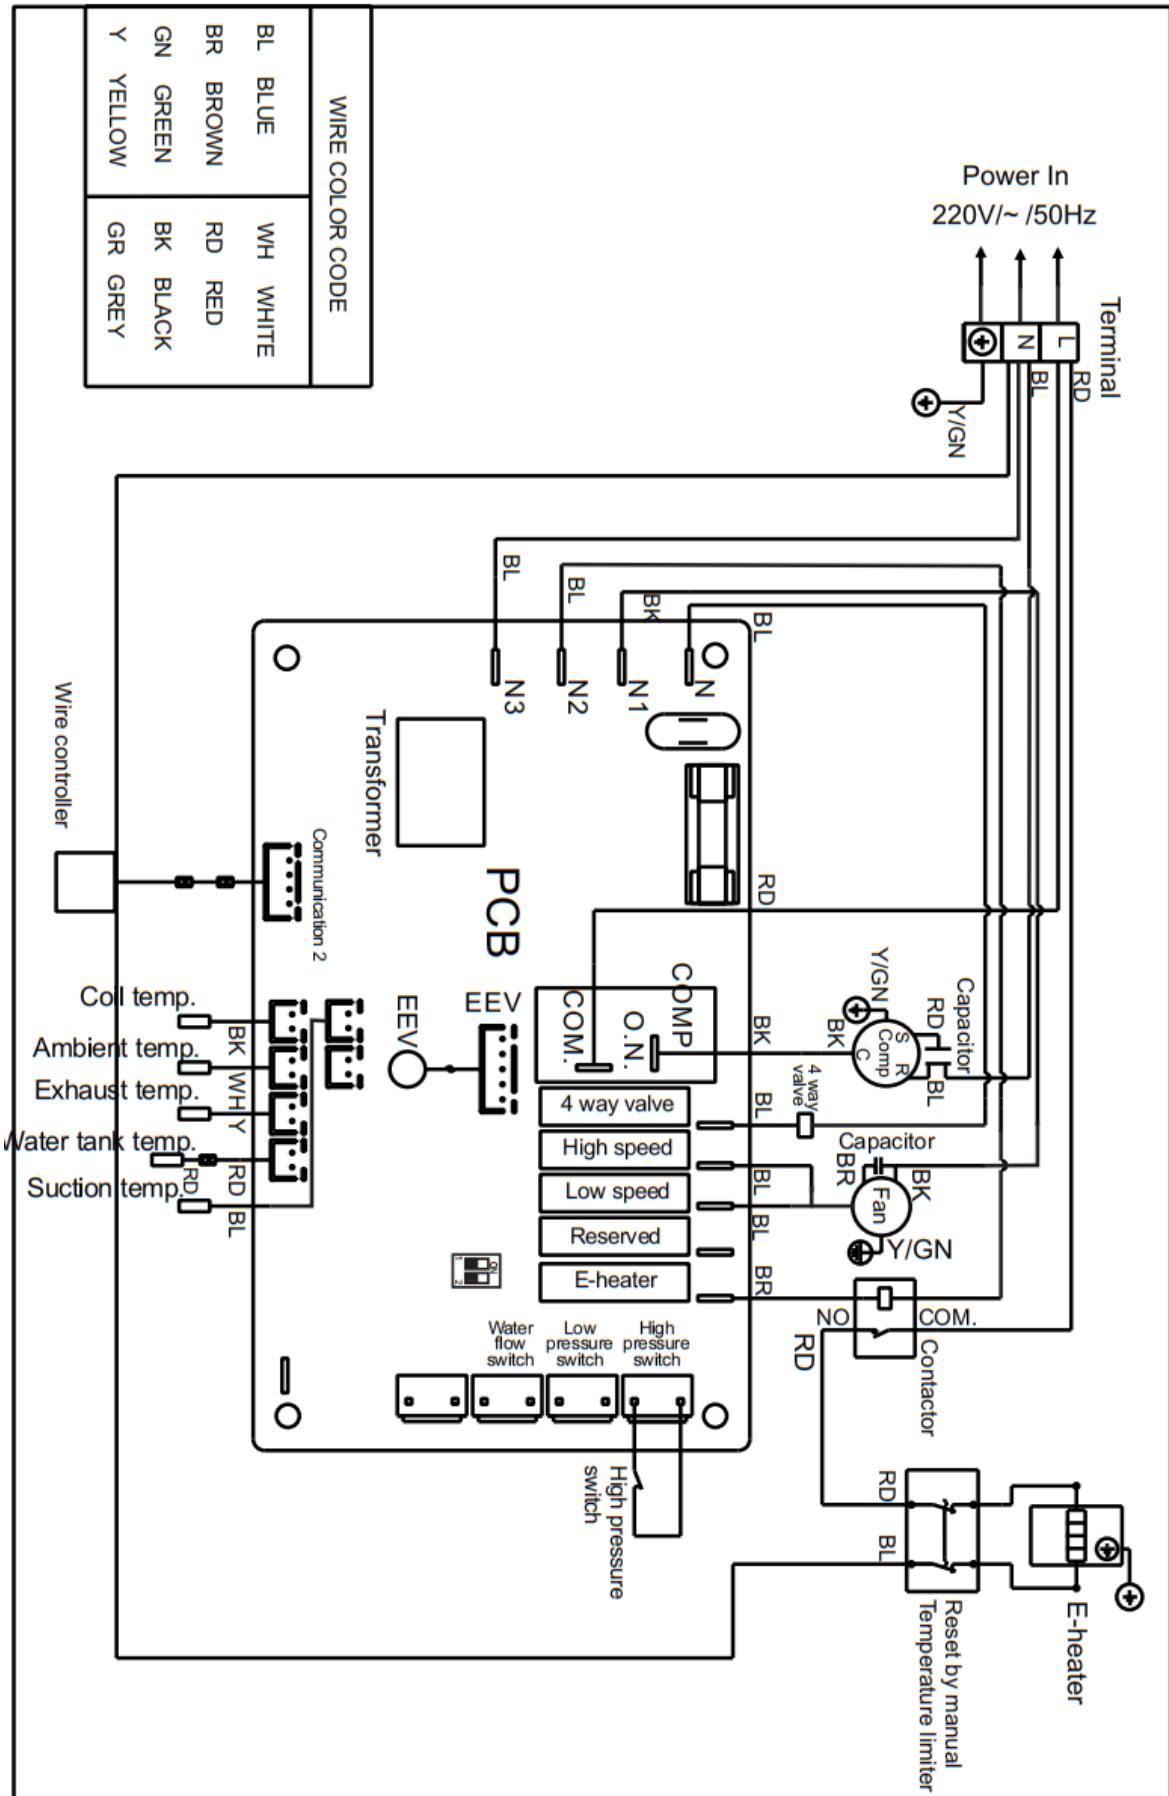 WIRE COLOR CODE
BL BLUE
WH WHITE
BR BROWN
RD RED
GN GREEN
BK BLACK
Y YELLOW
GR GREY
Power In
220V/~ /50Hz
Terminal
N
L
RD
BL
Y/GN
BL
BL
BK
BL
N3
N2
N1
N
Transformer
Wire controller
Communication 2
PCB
RD
COM.
COMP
O.N.
EEV
EEV
Y/GN
RD
Capacitor
S
Comp
R
C
BK
BK
BL
4 way
valve
BL
4 way valve
High speed
Low speed
Reserved
E-heater
Capacitor
BR
BK
Fan
BL
BL
Y/GN
BR
NO
COM.
RD
Contactor
Coil temp.
BK
Ambient temp.
WH
Exhaust temp.
Y
Water tank temp.
RD
RD
Suction temp.
BL
ON
1
2
Water
flow
switch
Low
pressure
switch
High
pressure
switch
High pressure
switch
RD
BL
Reset by manual
Temperature limiter
E-heater